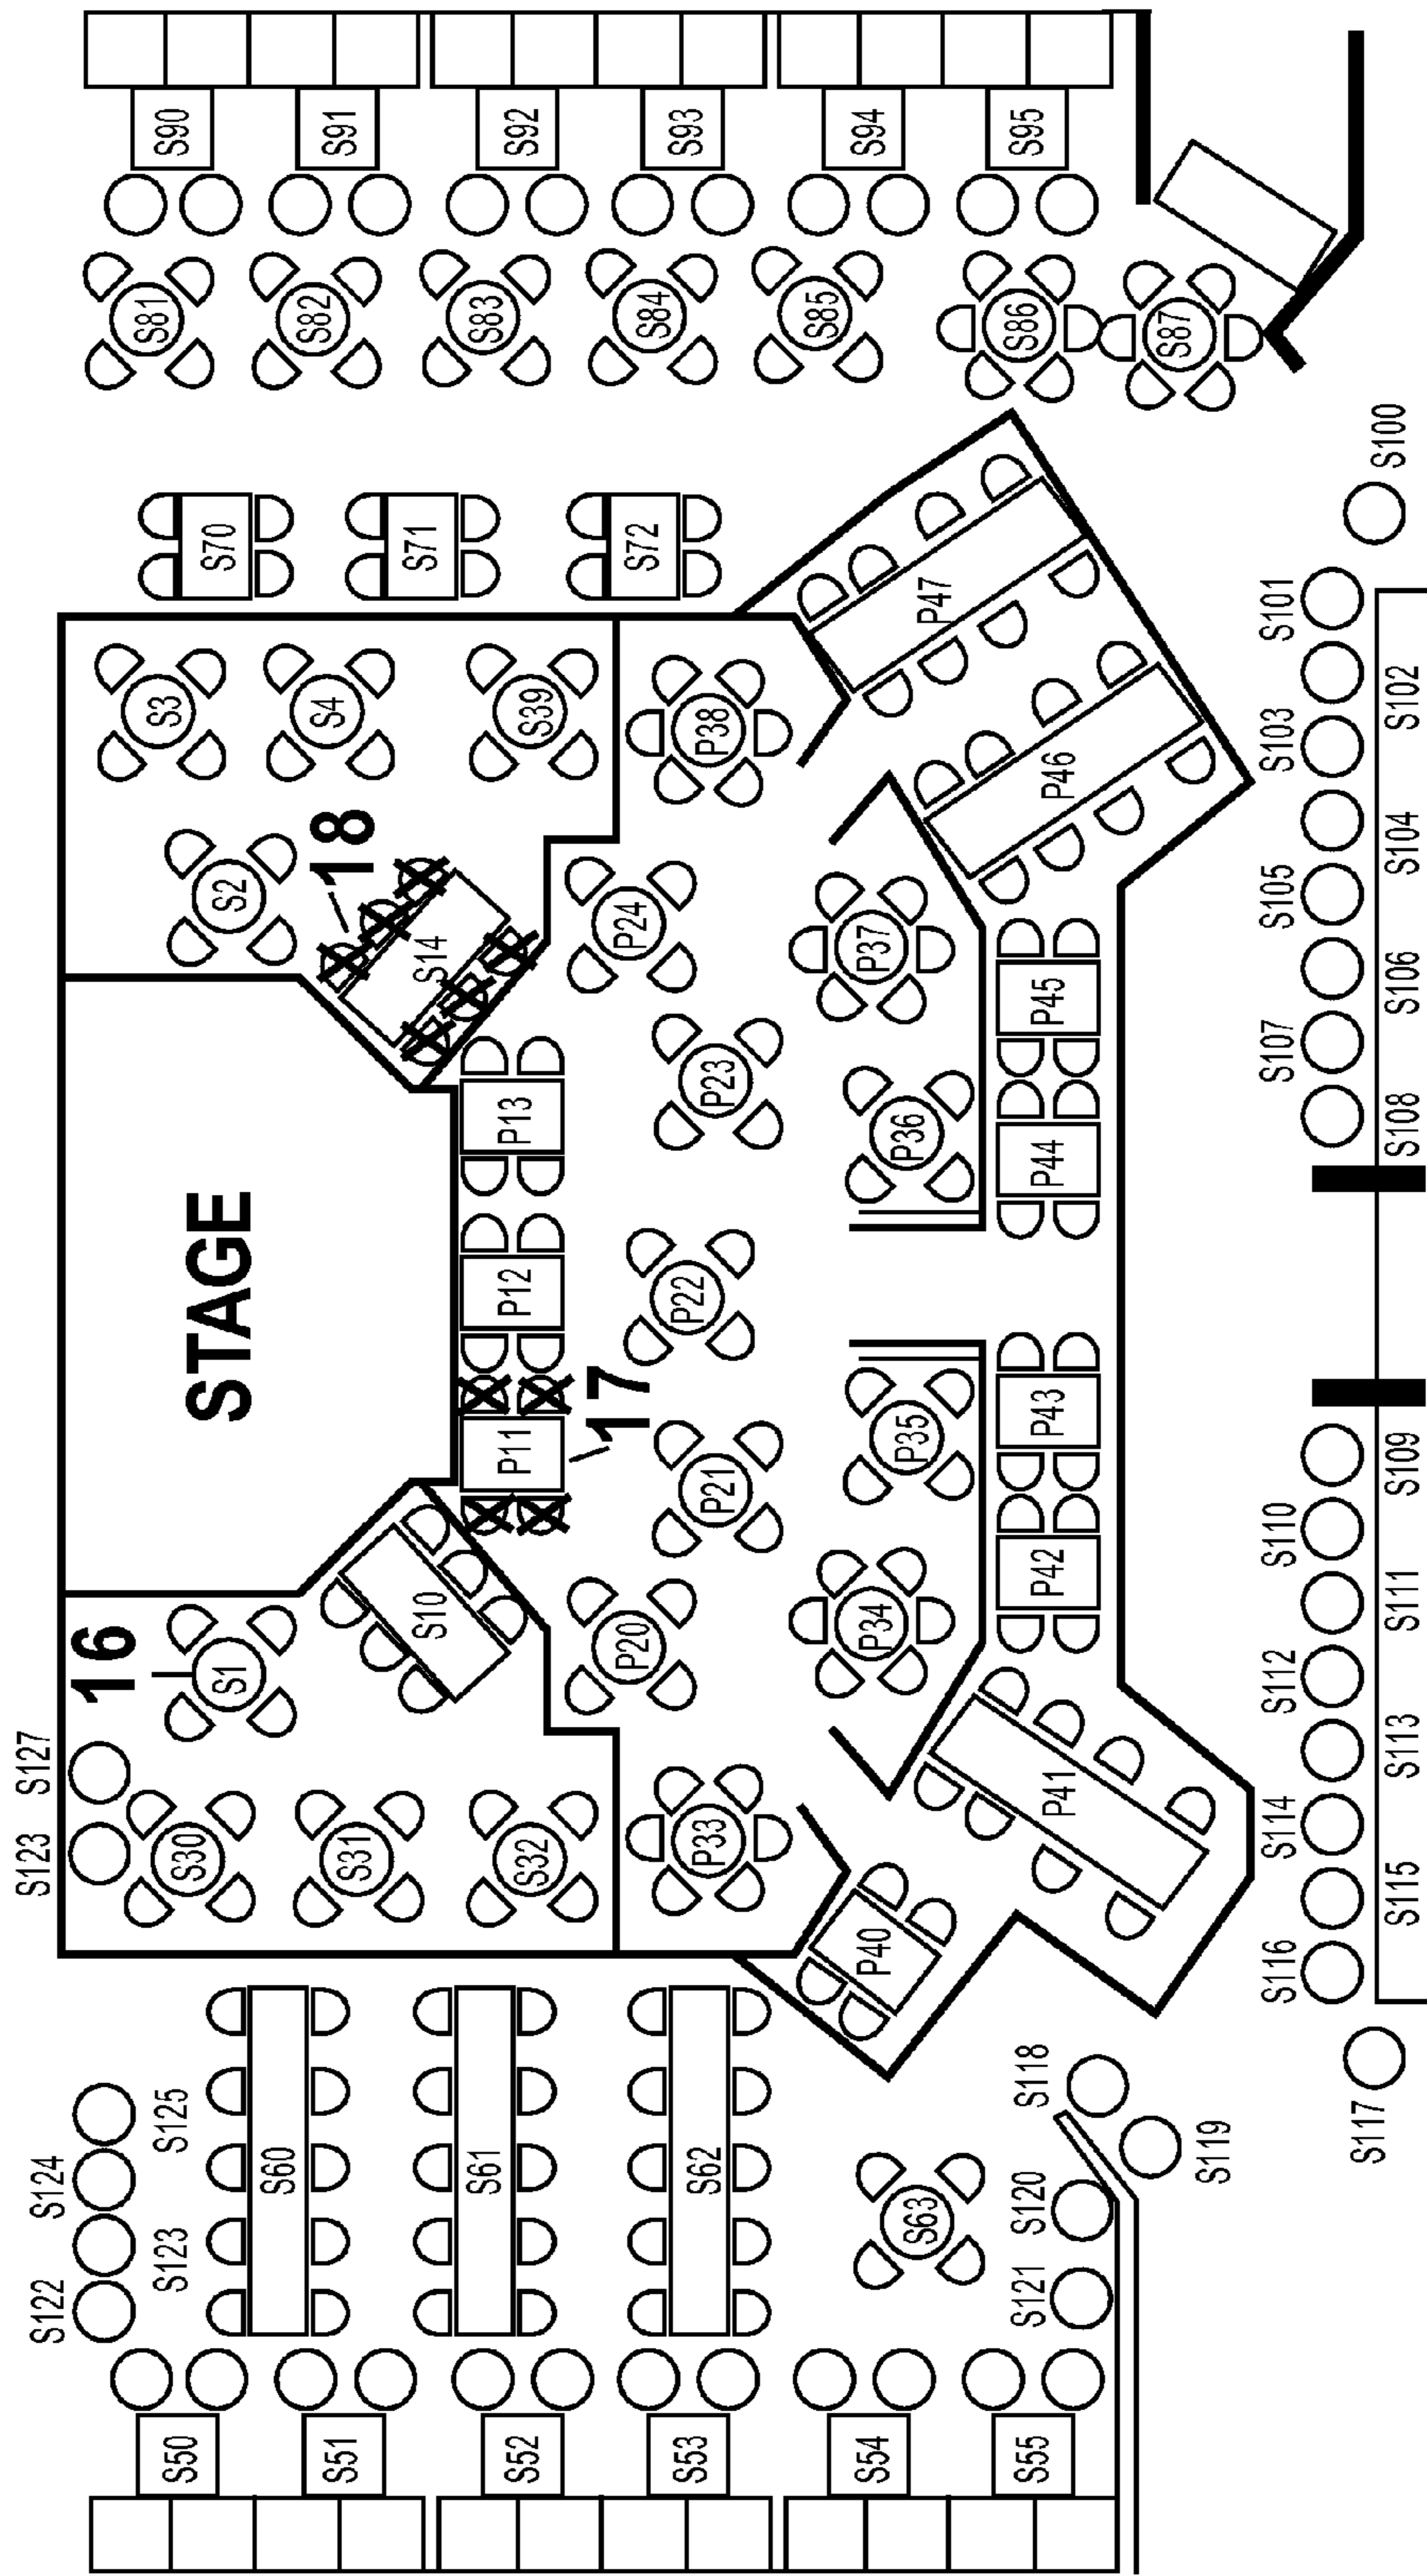 S90
S91
S92
S93
S94
S95
S81
S82
S83
S84
S85
S86
S87
S100
S70
S71
S72
S101
S102
S103
S104
S105
S106
S107
S108
P47
P46
S3
S4
S39
P38
18
S2
S14
P24
P37
P45
P13
P23
P36
P44
STAGE
P12
P22
17
P11
P21
P35
P43
S109
S110
S111
S112
S113
S114
S115
S116
S10
P20
P34
P42
16
S1
S127
S123
S30
S31
S32
P33
P41
P40
S118
S117
S119
S125
S124
S123
S122
S60
S61
S62
S63
S120
S121
S50
S51
S52
S53
S54
S55